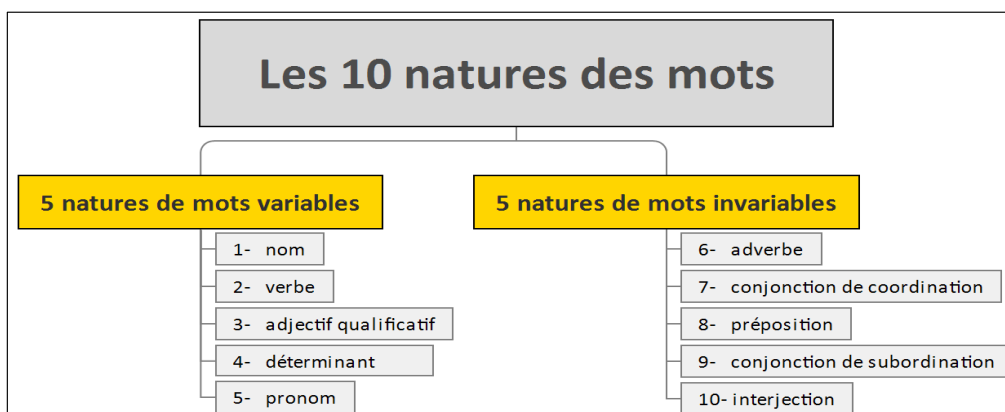 Les 10 natures des mots
5 natures de mots variables
1- nom
2- verbe
3- adjectif qualificatif
4- déterminant
5- pronom
5 natures de mots invariables
6- adverbe
7- conjonction de coordination
8- préposition
9- conjonction de subordination
10- interjection